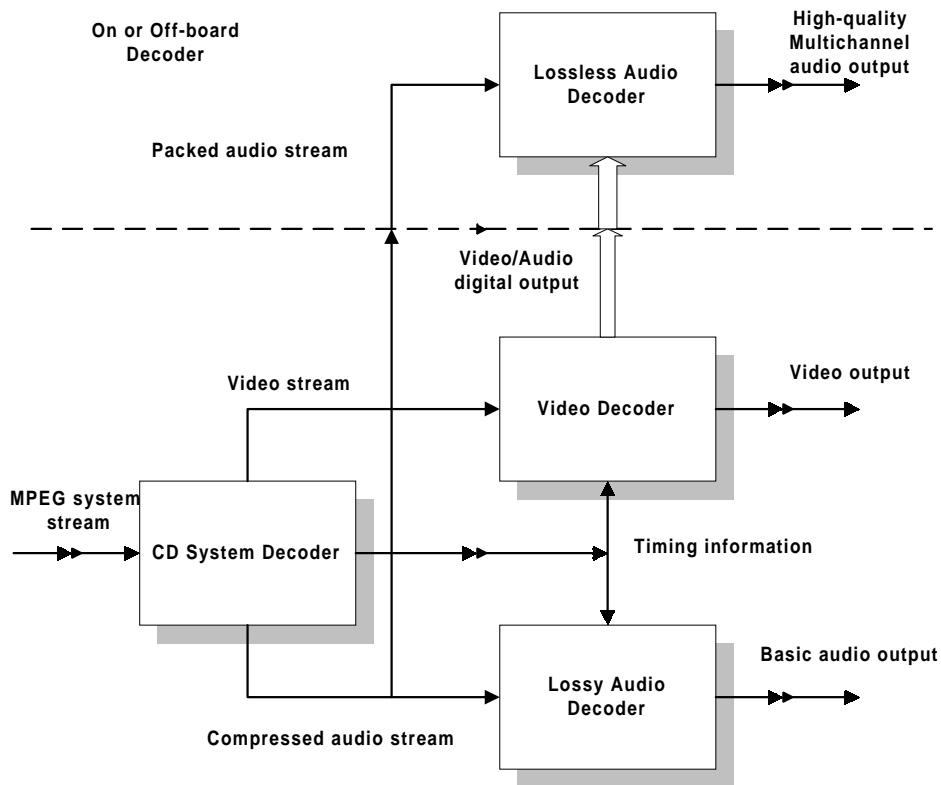 On or Off-board
Decoder
High-quality
Multichannel
audio output
Lossless Audio
Decoder
Packed audio stream
Video/Audio
digital output
Video stream
Video Decoder
Video output
MPEG system
stream
CD System Decoder
Timing information
Lossy Audio
Decoder
Basic audio output
Compressed audio stream